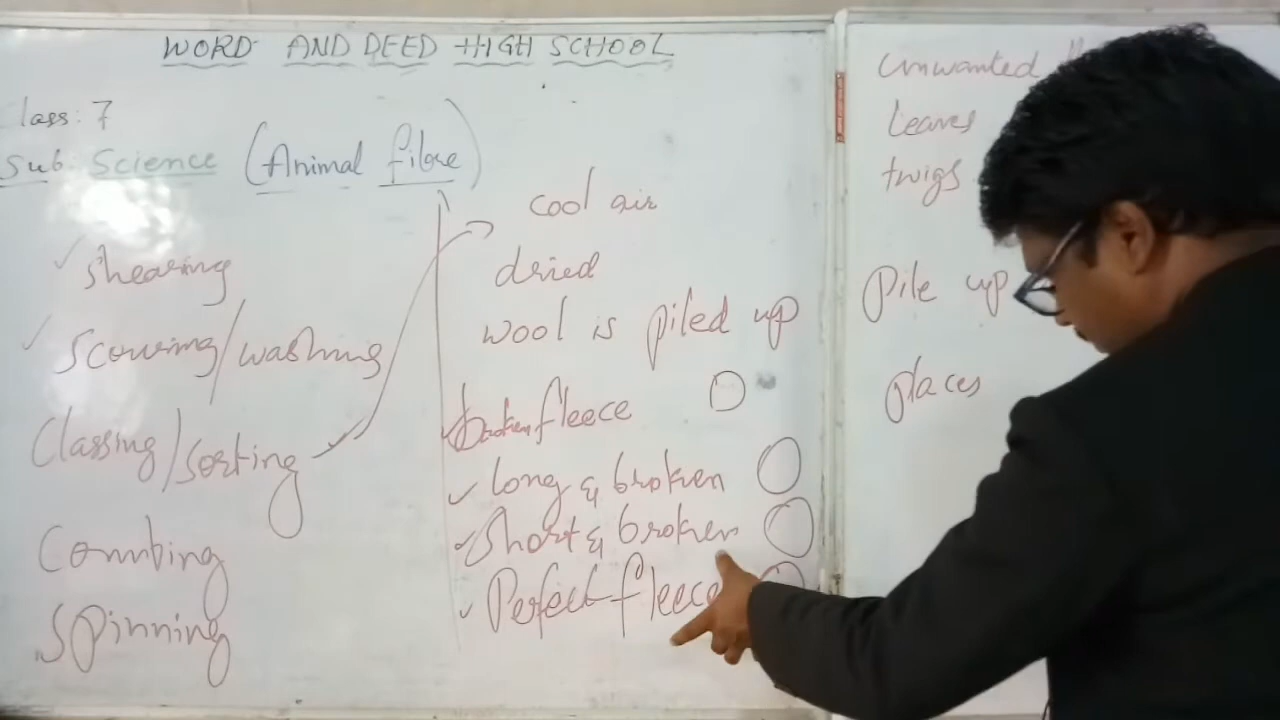 WORD AND DEED HIGH SCHOOL
lass: 7
Sub. Science (Animal fibre)
shearing
scouring/washing
Classing/sorting
Combing
Spinning
cool air
dried
wool is piled up
broken fleece
long & broken
short & broken
Perfect fleece
unwanted
leaves
twigs
pile up
places